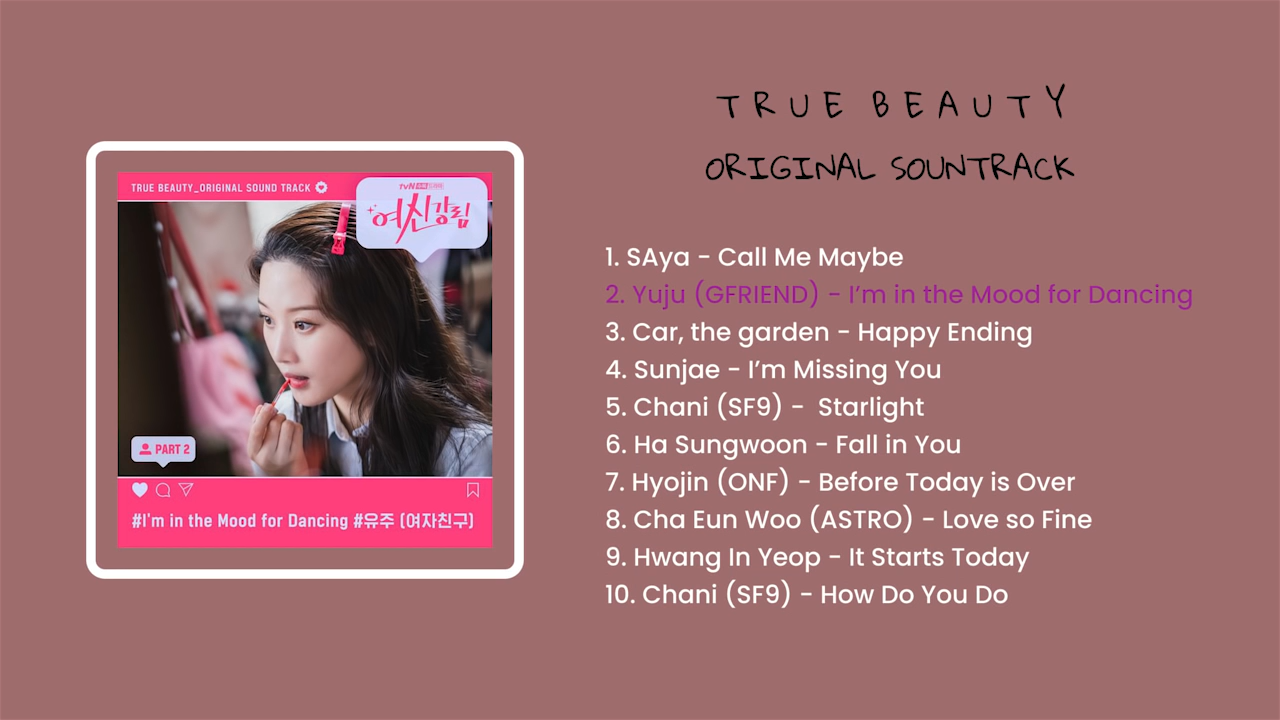 TRUE BEAUTY_ORIGINAL SOUND TRACK
tvN
여신강림
PART 2
#I'm in the Mood for Dancing #유주 (여자친구)
TRUE BEAUTY
ORIGINAL SOUNTRACK
1. SAya - Call Me Maybe
2. Yuju (GFRIEND) - I’m in the Mood for Dancing
3. Car, the garden - Happy Ending
4. Sunjae - I’m Missing You
5. Chani (SF9) -  Starlight
6. Ha Sungwoon - Fall in You
7. Hyojin (ONF) - Before Today is Over
8. Cha Eun Woo (ASTRO) - Love so Fine
9. Hwang In Yeop - It Starts Today
10. Chani (SF9) - How Do You Do